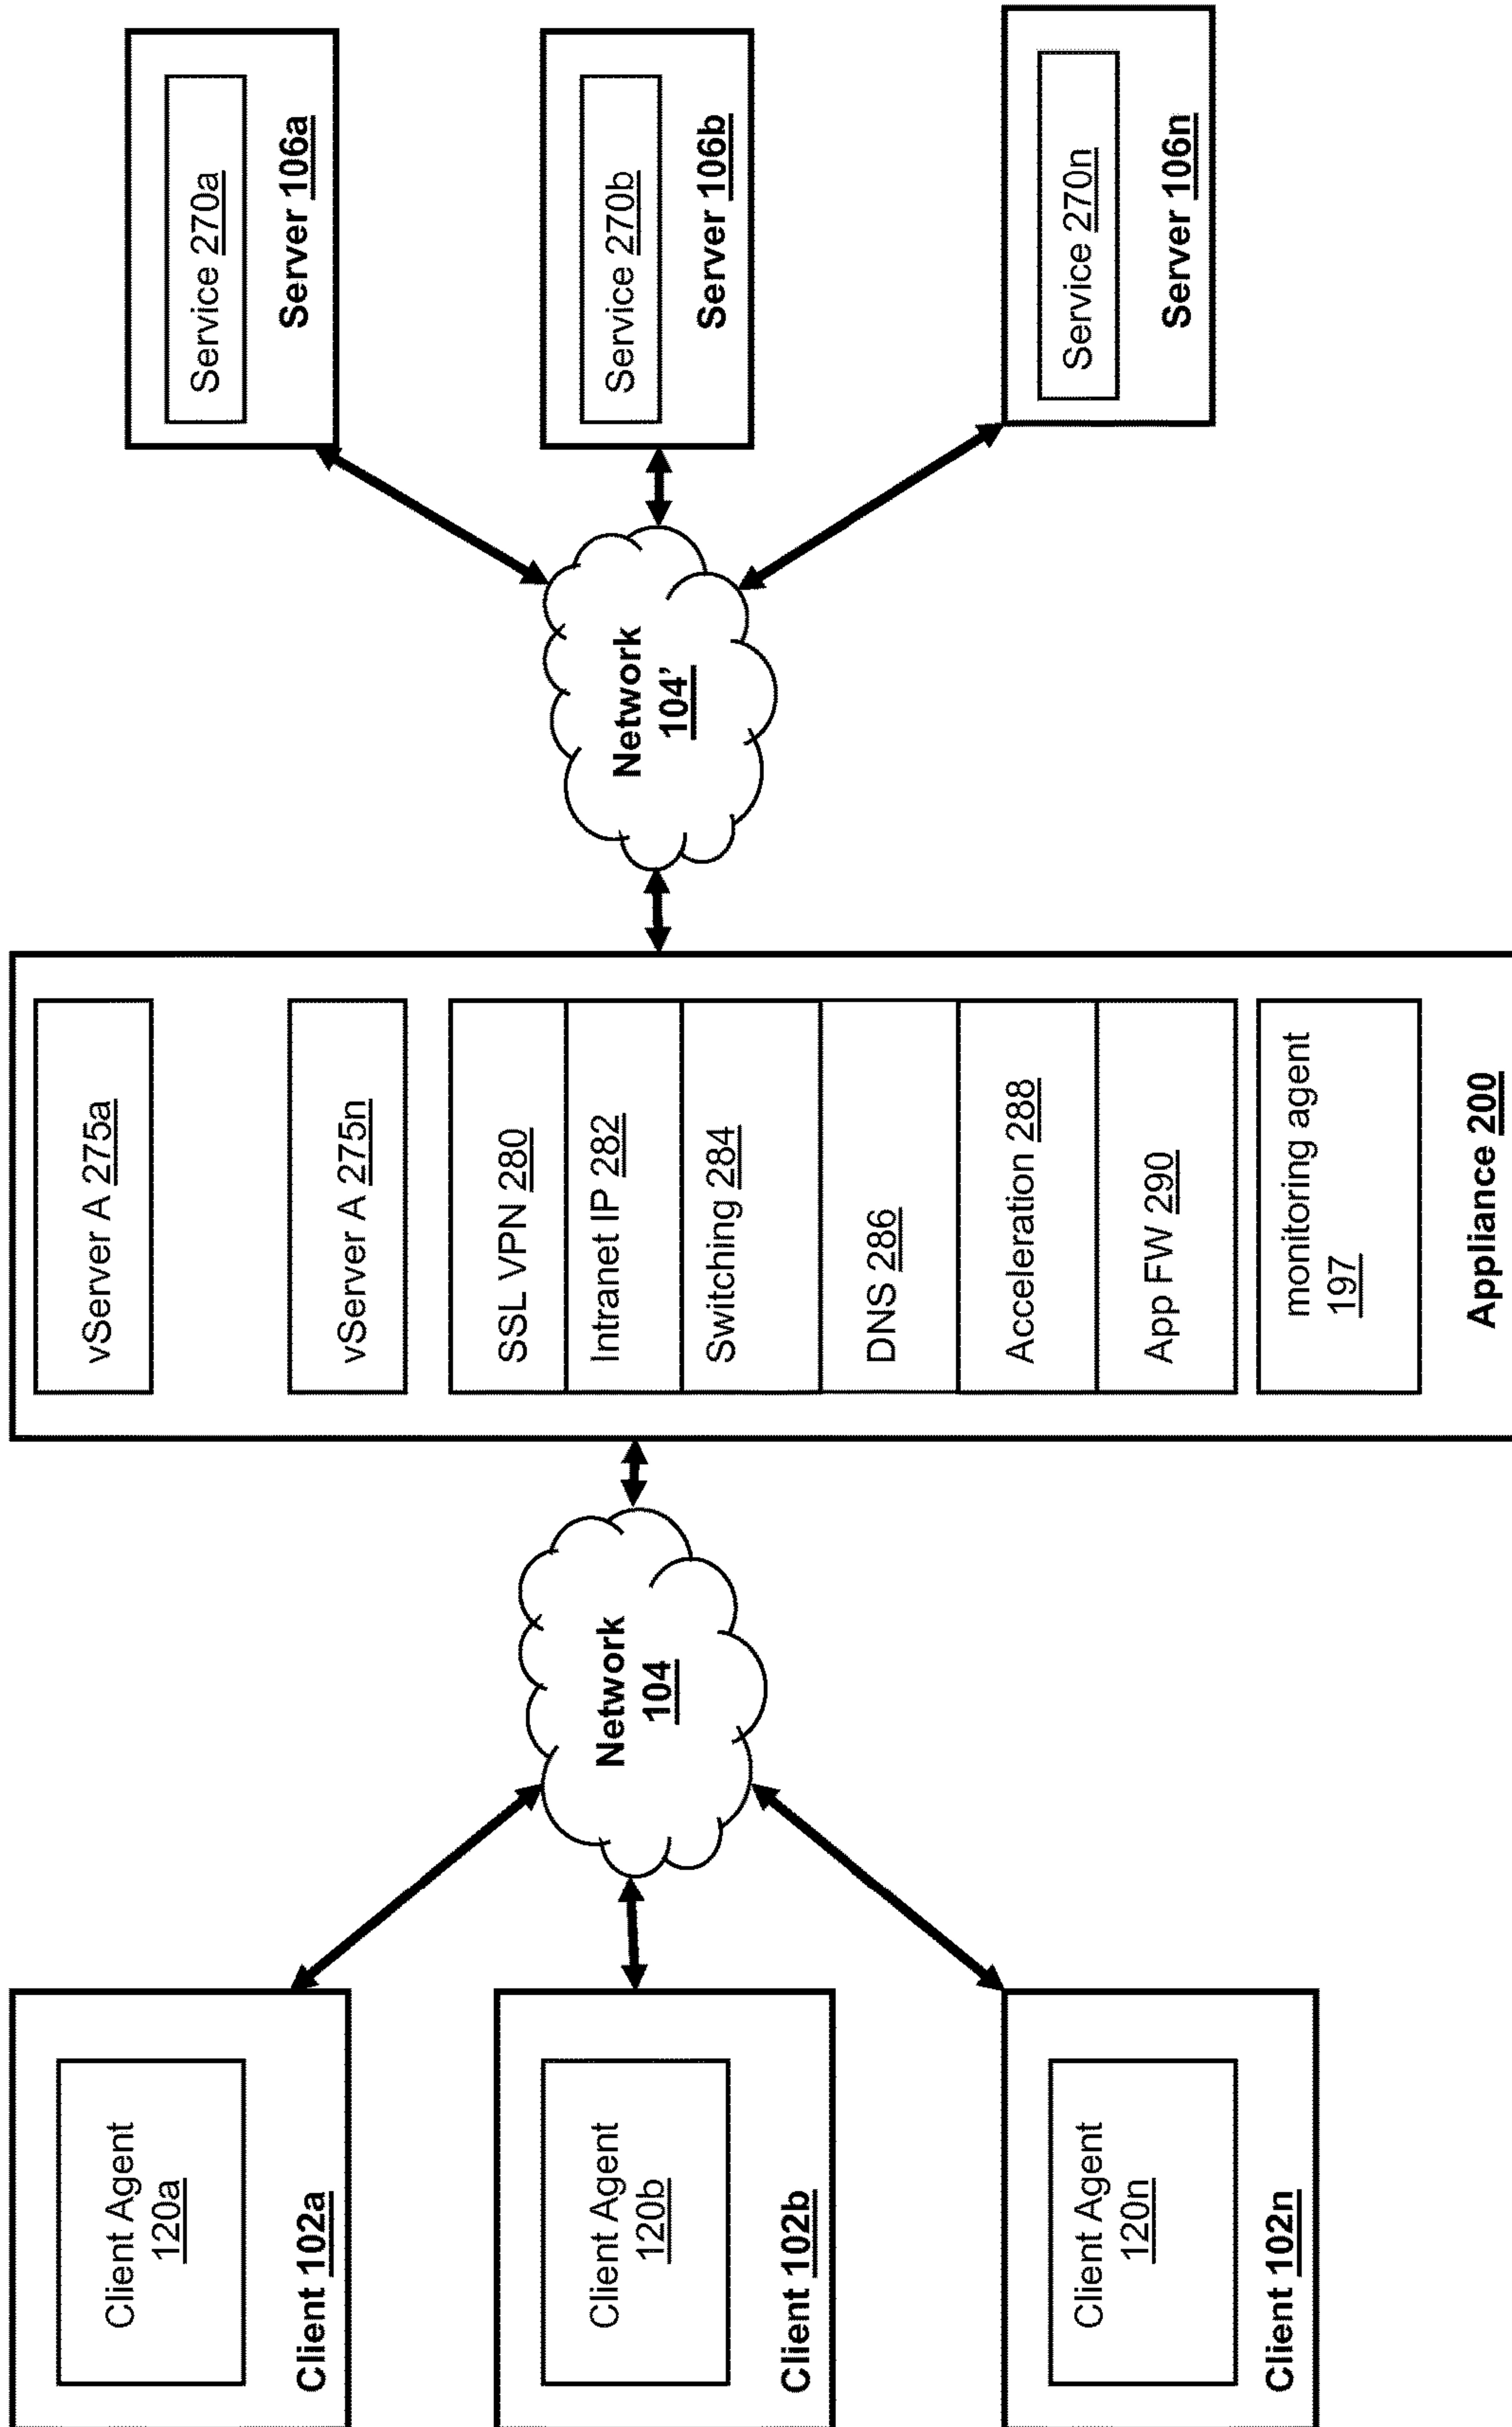 Client Agent
120a
Client 102a
Client Agent
120b
Client 102b
Client Agent
120n
Client 102n
Network
104
vServer A 275a
vServer A 275n
SSL VPN 280
Intranet IP 282
Switching 284
DNS 286
Acceleration 288
App FW 290
monitoring agent
197
Appliance 200
Network
104’
Service 270a
Server 106a
Service 270b
Server 106b
Service 270n
Server 106n